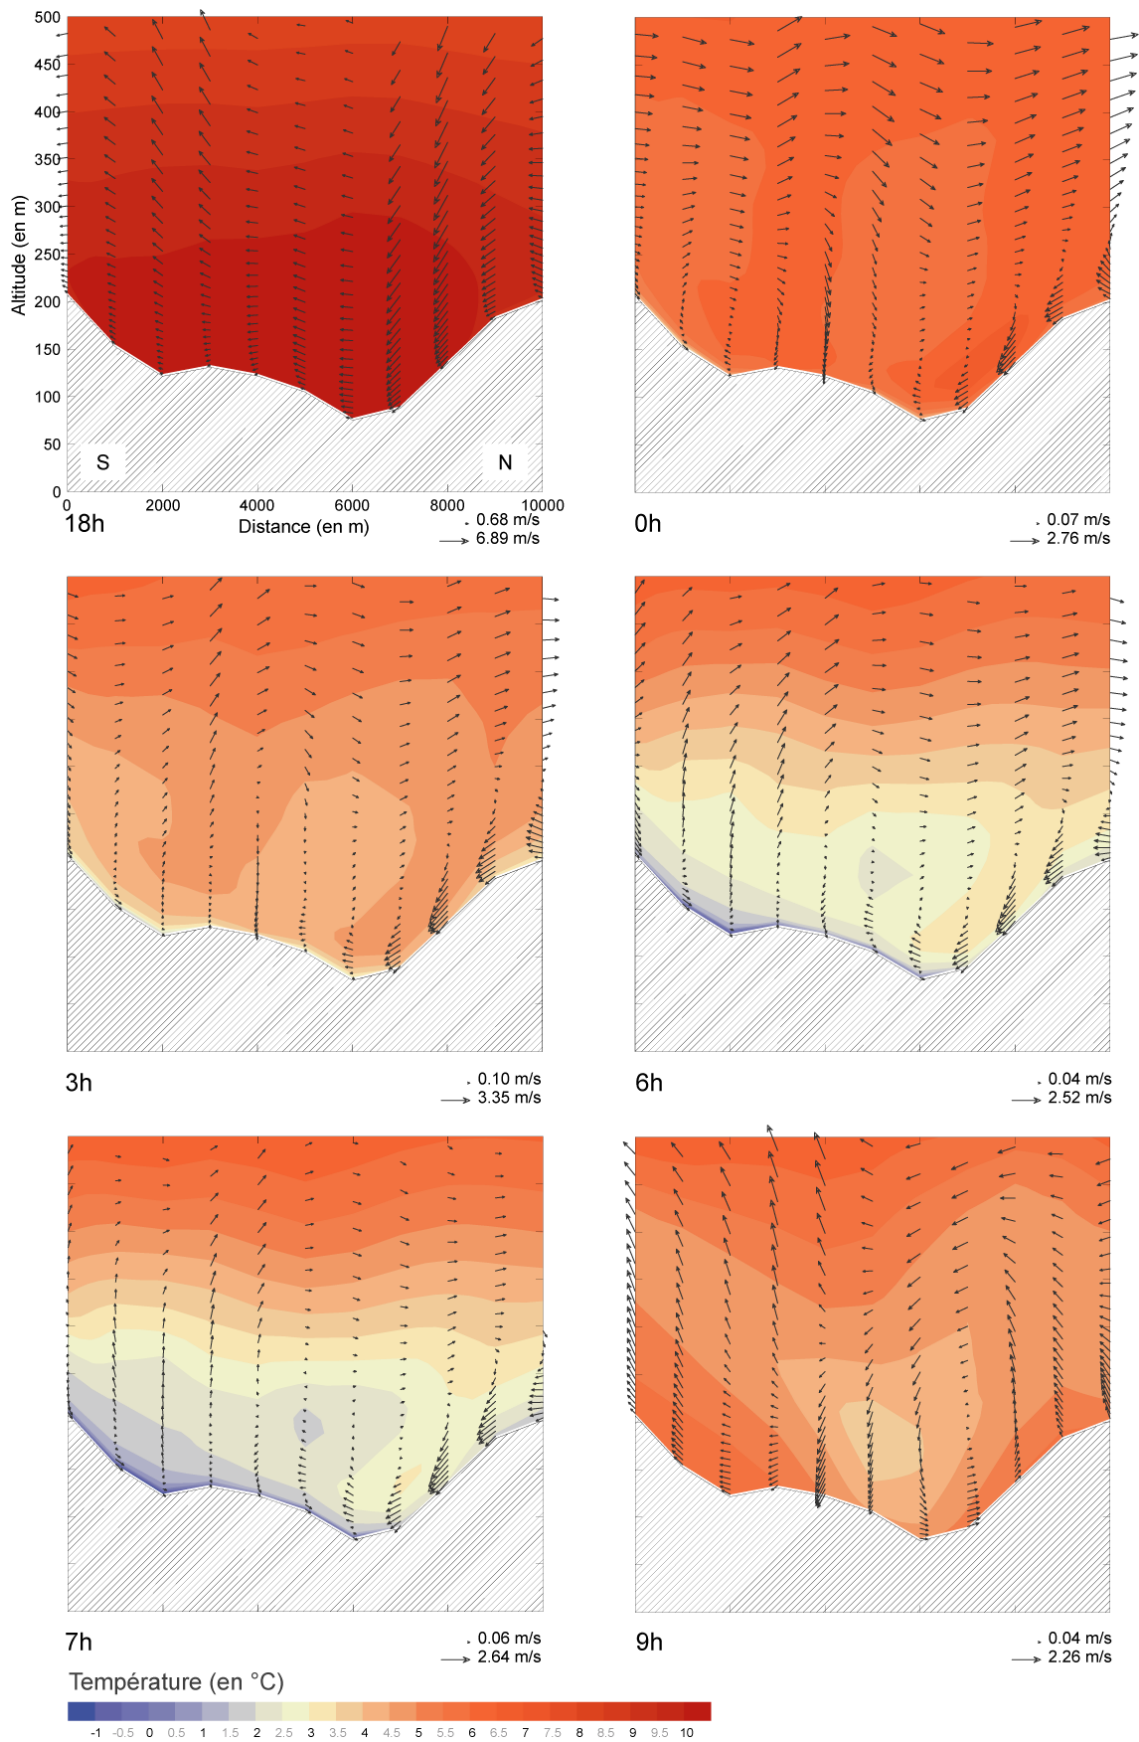 500
450
400
350
300
250
200
150
100
50
0
Altitude (en m)
S
N
0
2000
4000
6000
8000
10000
Distance (en m)
18h
0.68 m/s
6.89 m/s
0h
0.07 m/s
2.76 m/s
3h
0.10 m/s
3.35 m/s
6h
0.04 m/s
2.52 m/s
7h
0.06 m/s
2.64 m/s
9h
0.04 m/s
2.26 m/s
Température (en °C)
-1 -0.5 0 0.5 1 1.5 2 2.5 3 3.5 4 4.5 5 5.5 6 6.5 7 7.5 8 8.5 9 9.5 10